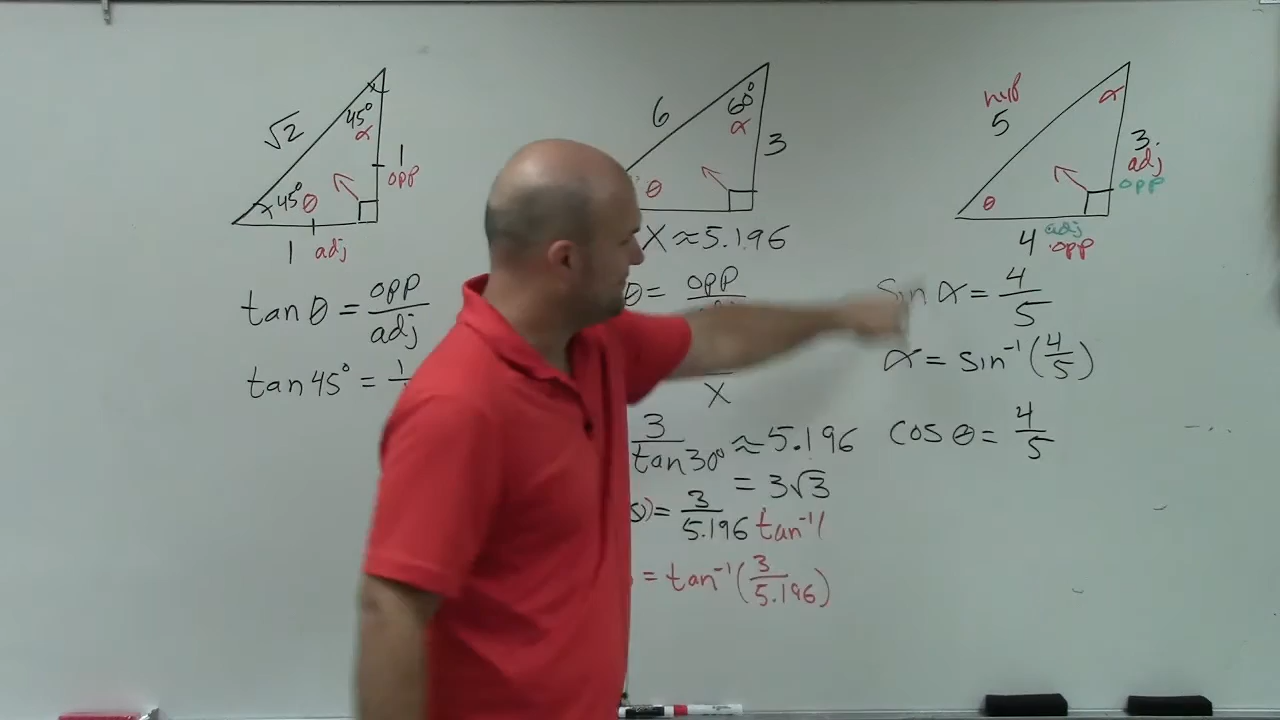 √2
45°
α
1
opp
45° θ
1 adj
tan θ = opp/adj
tan 45° = 1/
6
60°
α
3
θ
X ≈ 5.196
θ = opp/
X
3/tan30° ≈ 5.196
= 3√3
) = 3/5.196 tan⁻¹(
= tan⁻¹(3/5.196)
hyp
5
α
3
adj
opp
θ
4 adj
opp
sin α = 4/5
α = sin⁻¹(4/5)
cos θ = 4/5